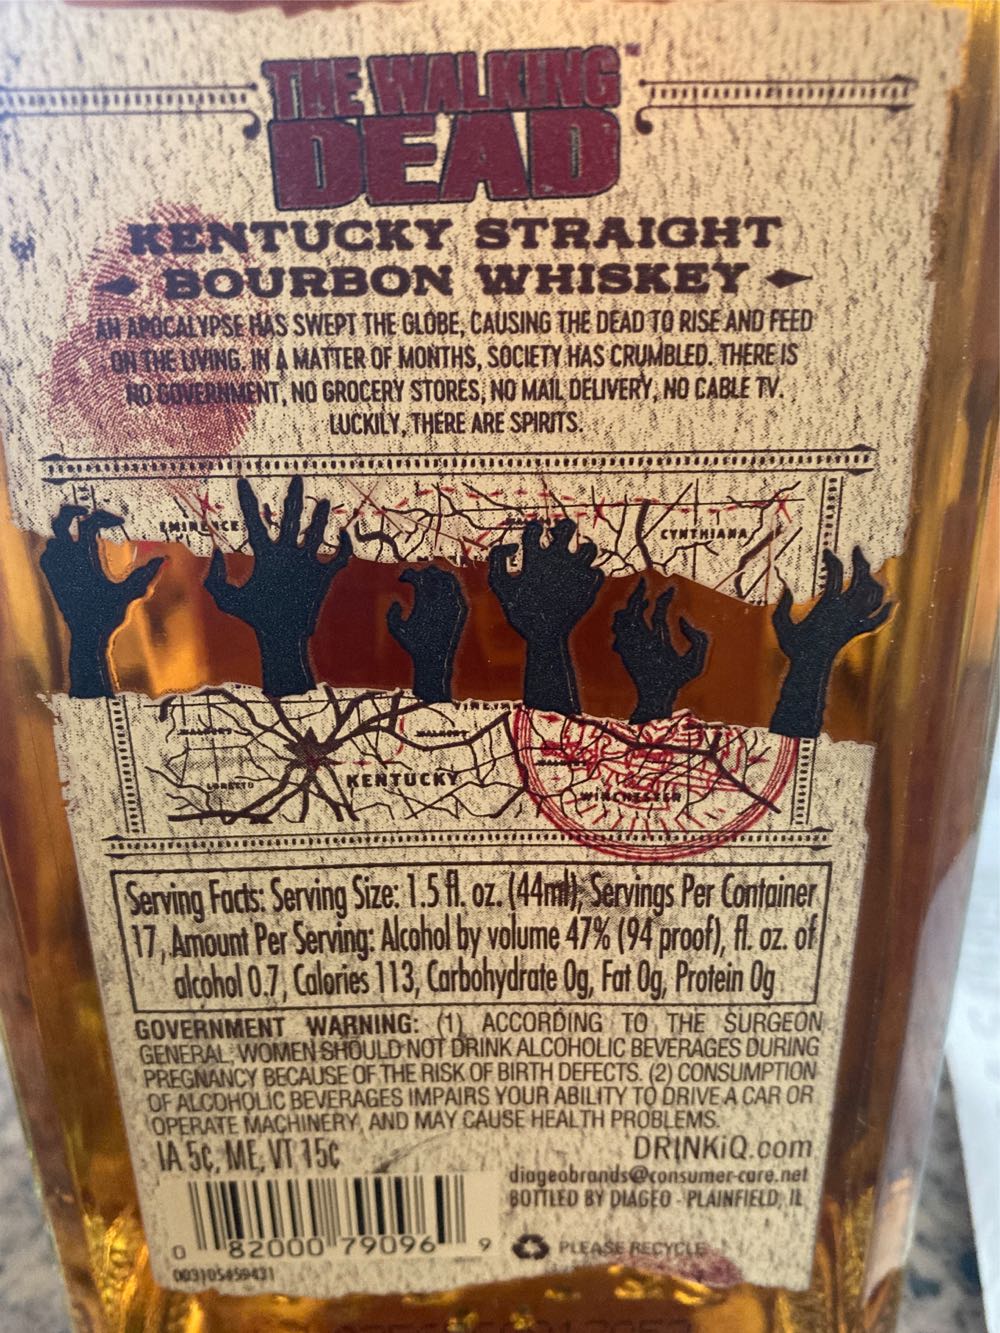 THE WALKING
DEAD™
KENTUCKY STRAIGHT
BOURBON WHISKEY
AN APOCALYPSE HAS SWEPT THE GLOBE, CAUSING THE DEAD TO RISE AND FEED
ON THE LIVING. IN A MATTER OF MONTHS, SOCIETY HAS CRUMBLED. THERE IS
NO GOVERNMENT, NO GROCERY STORES, NO MAIL DELIVERY, NO CABLE TV.
LUCKILY, THERE ARE SPIRITS.
EMINENCE
CYNTHIANA
KENTUCKY
LORETTO
WINCHESTER
Serving Facts: Serving Size: 1.5 fl. oz. (44ml), Servings Per Container
17, Amount Per Serving: Alcohol by volume 47% (94 proof), fl. oz. of
alcohol 0.7, Calories 113, Carbohydrate 0g, Fat 0g, Protein 0g
GOVERNMENT WARNING: (1) ACCORDING TO THE SURGEON
GENERAL, WOMEN SHOULD NOT DRINK ALCOHOLIC BEVERAGES DURING
PREGNANCY BECAUSE OF THE RISK OF BIRTH DEFECTS. (2) CONSUMPTION
OF ALCOHOLIC BEVERAGES IMPAIRS YOUR ABILITY TO DRIVE A CAR OR
OPERATE MACHINERY, AND MAY CAUSE HEALTH PROBLEMS.
IA 5¢, ME, VT 15¢
DRINKiQ.com
diageobrands@consumer-care.net
BOTTLED BY DIAGEO - PLAINFIELD, IL
0 82000 79096 9
PLEASE RECYCLE
003105459431